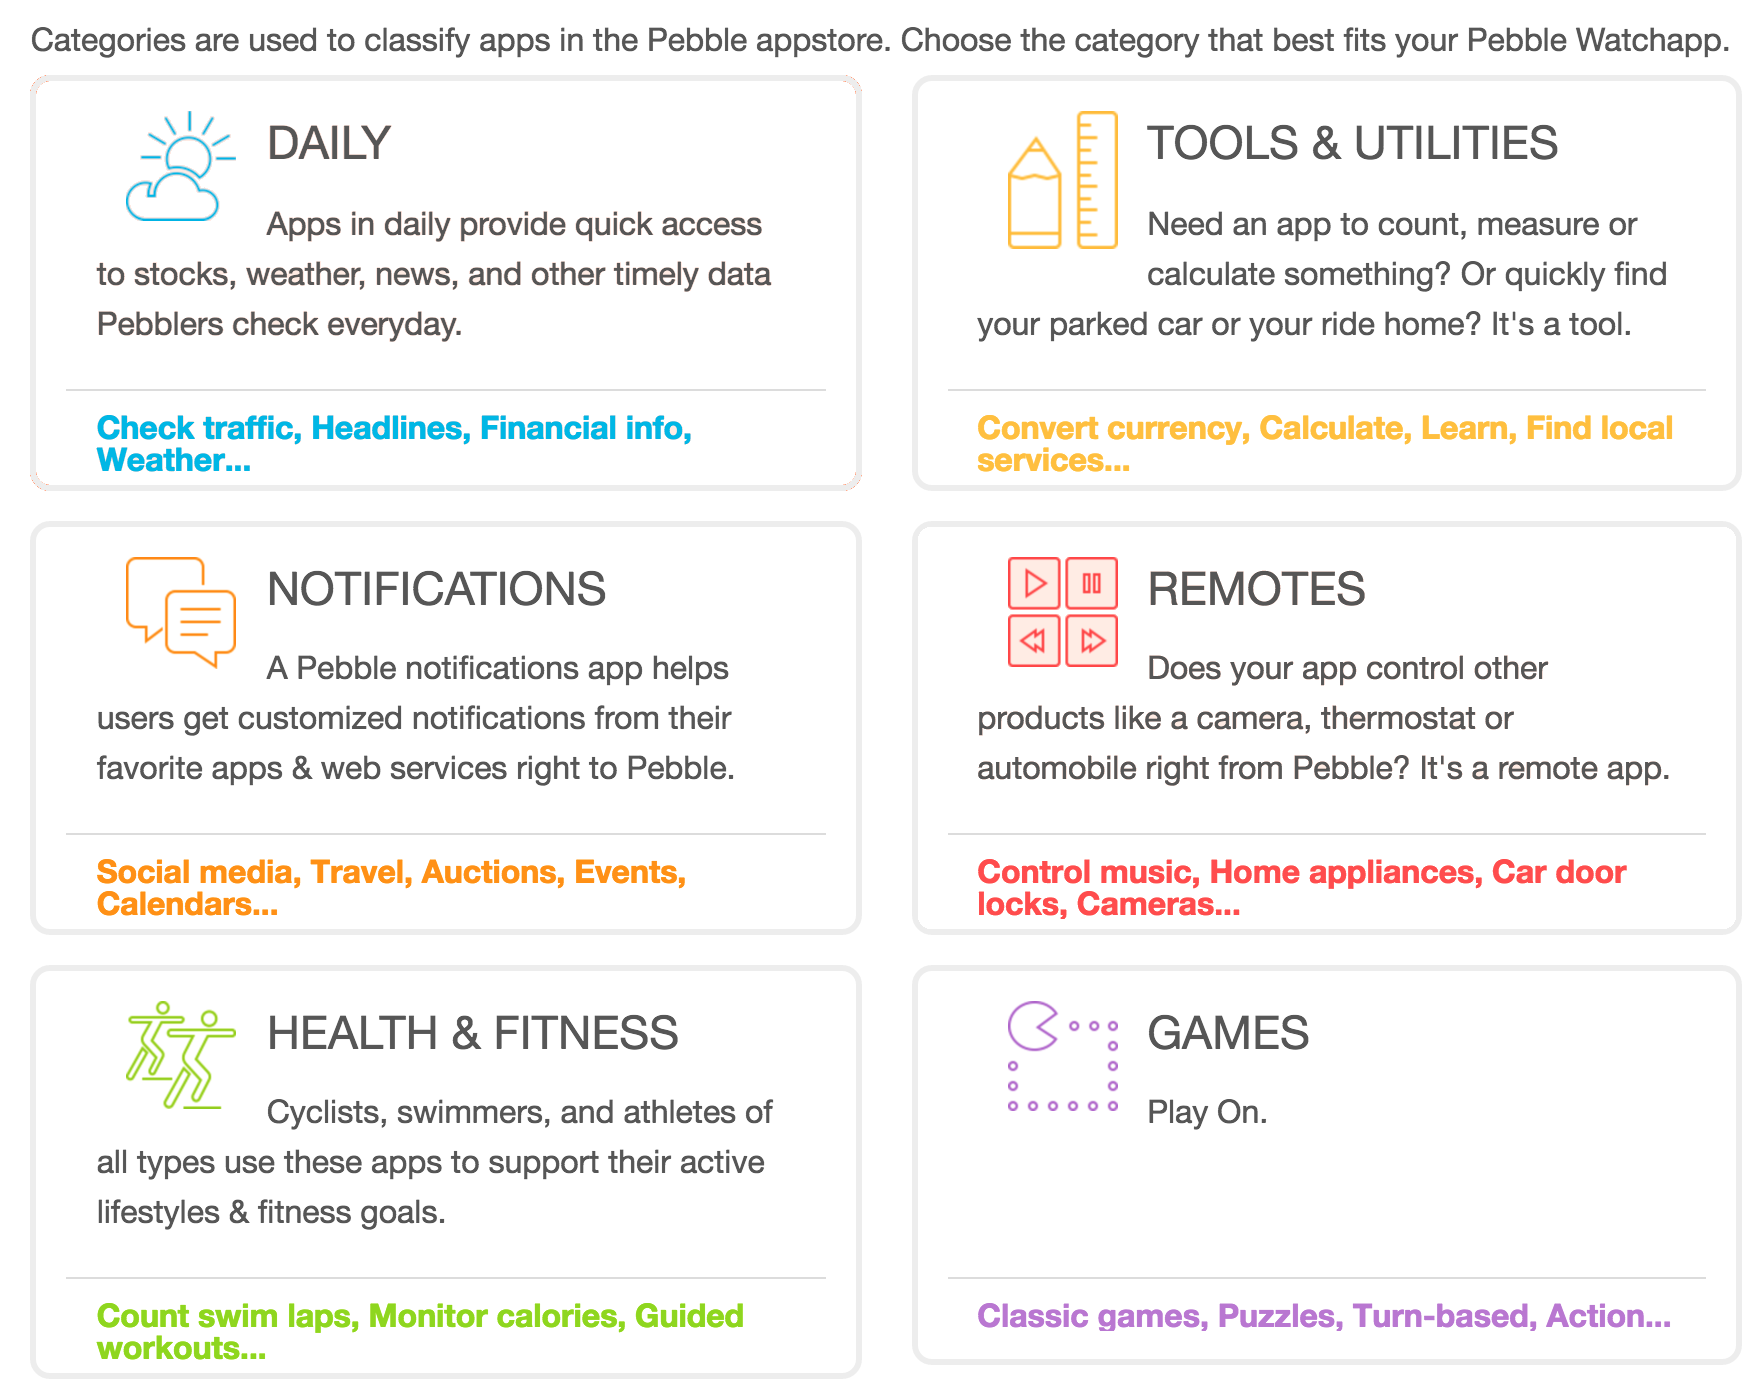 Categories are used to classify apps in the Pebble appstore. Choose the category that best fits your Pebble Watchapp.
DAILY
Apps in daily provide quick access
to stocks, weather, news, and other timely data
Pebblers check everyday.
Check traffic, Headlines, Financial info,
Weather...
TOOLS & UTILITIES
Need an app to count, measure or
calculate something? Or quickly find
your parked car or your ride home? It's a tool.
Convert currency, Calculate, Learn, Find local
services...
NOTIFICATIONS
A Pebble notifications app helps
users get customized notifications from their
favorite apps & web services right to Pebble.
Social media, Travel, Auctions, Events,
Calendars...
REMOTES
Does your app control other
products like a camera, thermostat or
automobile right from Pebble? It's a remote app.
Control music, Home appliances, Car door
locks, Cameras...
HEALTH & FITNESS
Cyclists, swimmers, and athletes of
all types use these apps to support their active
lifestyles & fitness goals.
Count swim laps, Monitor calories, Guided
workouts...
GAMES
Play On.
Classic games, Puzzles, Turn-based, Action...